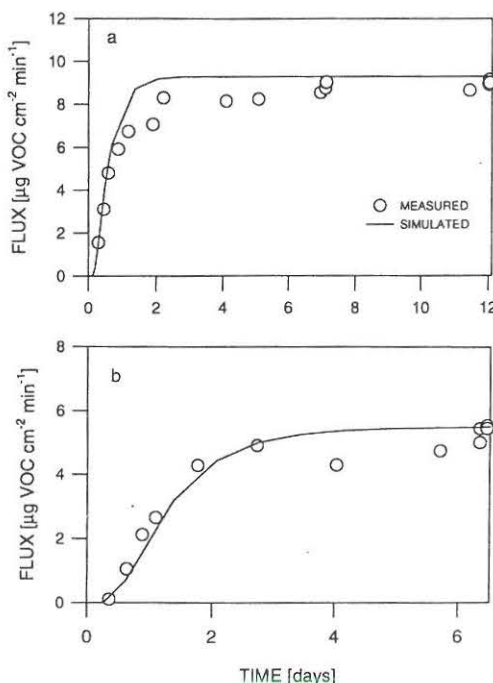 12
a
10
8
6
4
2
0
FLUX [µg VOC cm⁻² min⁻¹]
MEASURED
SIMULATED
0 2 4 6 8 10 12
8
b
6
4
2
0
FLUX [µg VOC cm⁻² min⁻¹]
0 2 4 6
TIME [days]